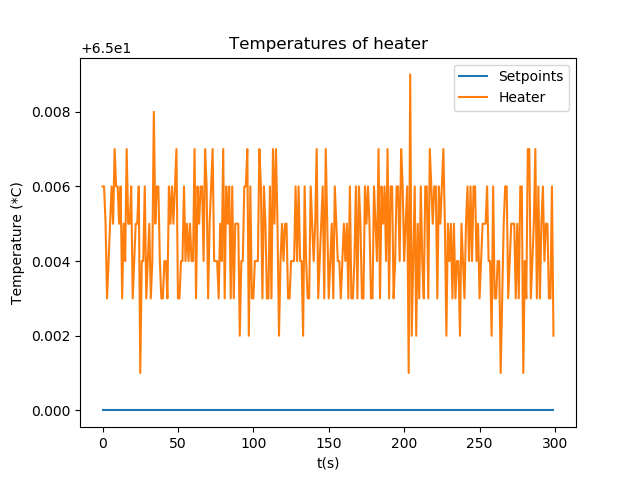 Temperatures of heater
+6.5e1
Setpoints
Heater
0.008
0.006
0.004
0.002
0.000
Temperature (*C)
0 50 100 150 200 250 300
t(s)